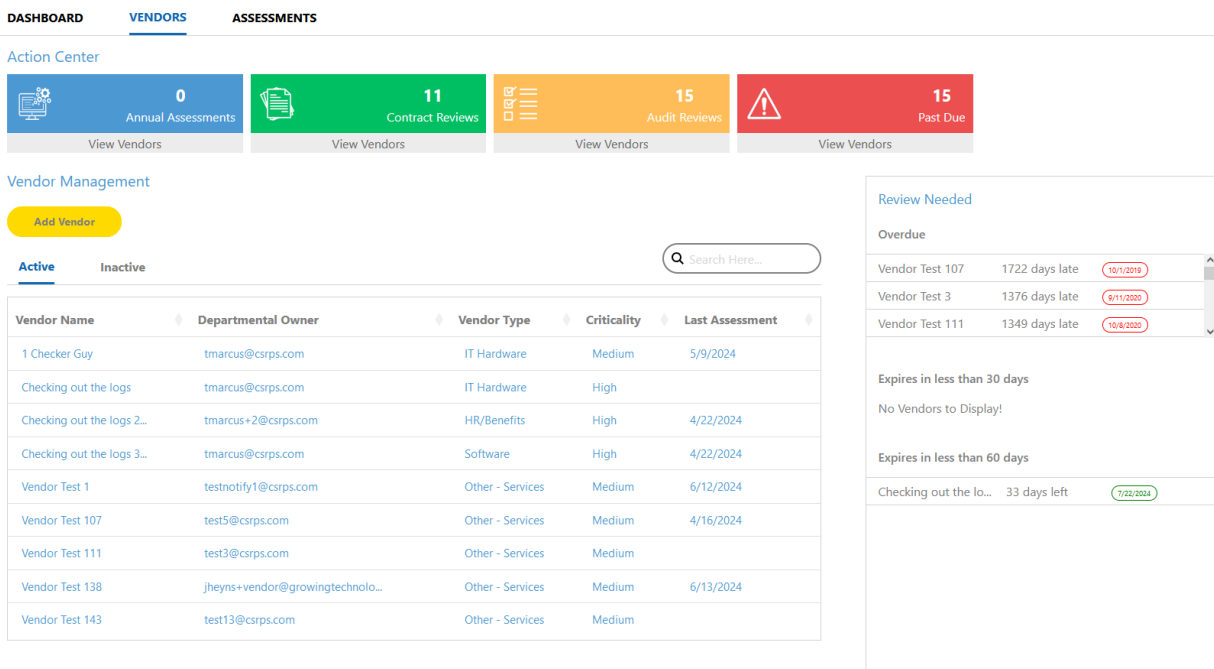 DASHBOARD VENDORS ASSESSMENTS
Action Center
0
Annual Assessments
View Vendors
11
Contract Reviews
View Vendors
15
Audit Reviews
View Vendors
15
Past Due
View Vendors
Vendor Management
Add Vendor
Active Inactive
Search Here...
Vendor Name Departmental Owner Vendor Type Criticality Last Assessment
1 Checker Guy tmarcus@csrps.com IT Hardware Medium 5/9/2024
Checking out the logs tmarcus@csrps.com IT Hardware High
Checking out the logs 2... tmarcus+2@csrps.com HR/Benefits High 4/22/2024
Checking out the logs 3... tmarcus@csrps.com Software High 4/22/2024
Vendor Test 1 testnotify1@csrps.com Other - Services Medium 6/12/2024
Vendor Test 107 test5@csrps.com Other - Services Medium 4/16/2024
Vendor Test 111 test3@csrps.com Other - Services Medium
Vendor Test 138 jheyns+vendor@growingtechnolo... Other - Services Medium 6/13/2024
Vendor Test 143 test13@csrps.com Other - Services Medium
Review Needed
Overdue
Vendor Test 107 1722 days late 10/1/2019
Vendor Test 3 1376 days late 9/11/2020
Vendor Test 111 1349 days late 10/8/2020
Expires in less than 30 days
No Vendors to Display!
Expires in less than 60 days
Checking out the lo... 33 days left 7/22/2024